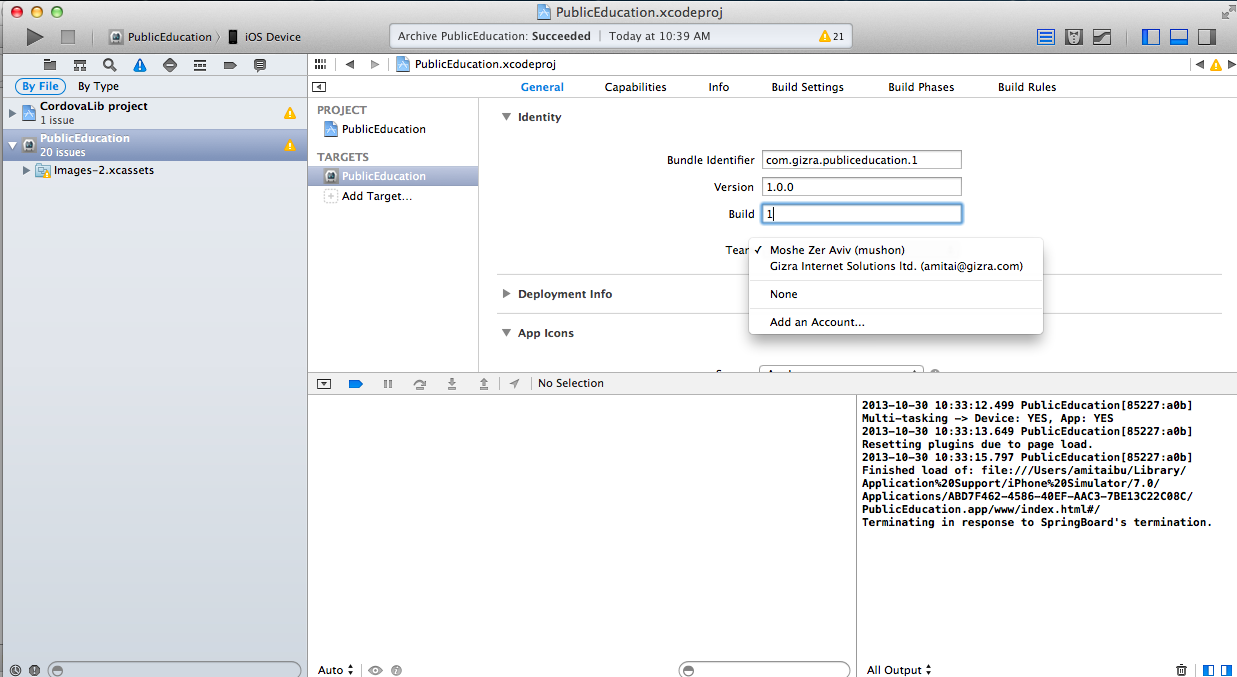 PublicEducation.xcodeproj
PublicEducation
iOS Device
Archive PublicEducation: Succeeded | Today at 10:39 AM
21
PublicEducation.xcodeproj
By File
By Type
General
Capabilities
Info
Build Settings
Build Phases
Build Rules
CordovaLib project
1 issue
PublicEducation
20 issues
Images-2.xcassets
PROJECT
PublicEducation
TARGETS
PublicEducation
Add Target...
Identity
Bundle Identifier
com.gizra.publiceducation.1
Version
1.0.0
Build
1
✓ Moshe Zer Aviv (mushon)
Gizra Internet Solutions ltd. (amitai@gizra.com)
None
Add an Account...
Deployment Info
App Icons
No Selection
2013-10-30 10:33:12.499 PublicEducation[85227:a0b]
Multi-tasking -> Device: YES, App: YES
2013-10-30 10:33:13.649 PublicEducation[85227:a0b]
Resetting plugins due to page load.
2013-10-30 10:33:15.797 PublicEducation[85227:a0b]
Finished load of: file:///Users/amitaibu/Library/
Application%20Support/iPhone%20Simulator/7.0/
Applications/ABD7F462-4586-40EF-AAC3-7BE13C22C08C/
PublicEducation.app/www/index.html#/
Terminating in response to SpringBoard's termination.
Auto
All Output